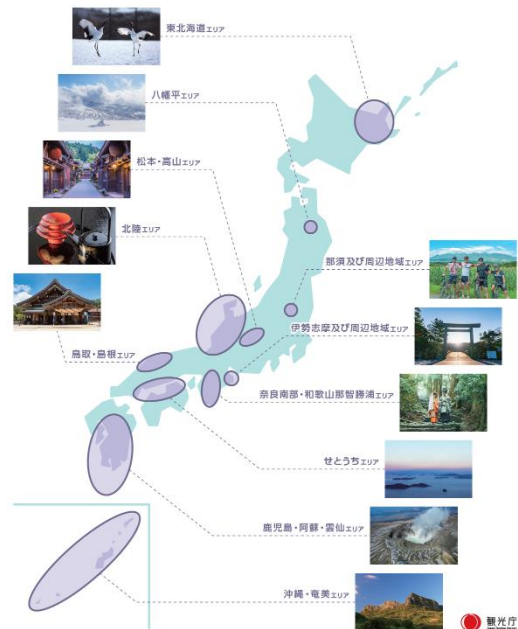 東北海道エリア
八幡平エリア
松本・高山エリア
北陸エリア
那須及び周辺地域エリア
伊勢志摩及び周辺地域エリア
鳥取・島根エリア
奈良南部・和歌山那智勝浦エリア
せとうちエリア
鹿児島・阿蘇・雲仙エリア
沖縄・奄美エリア
観光庁